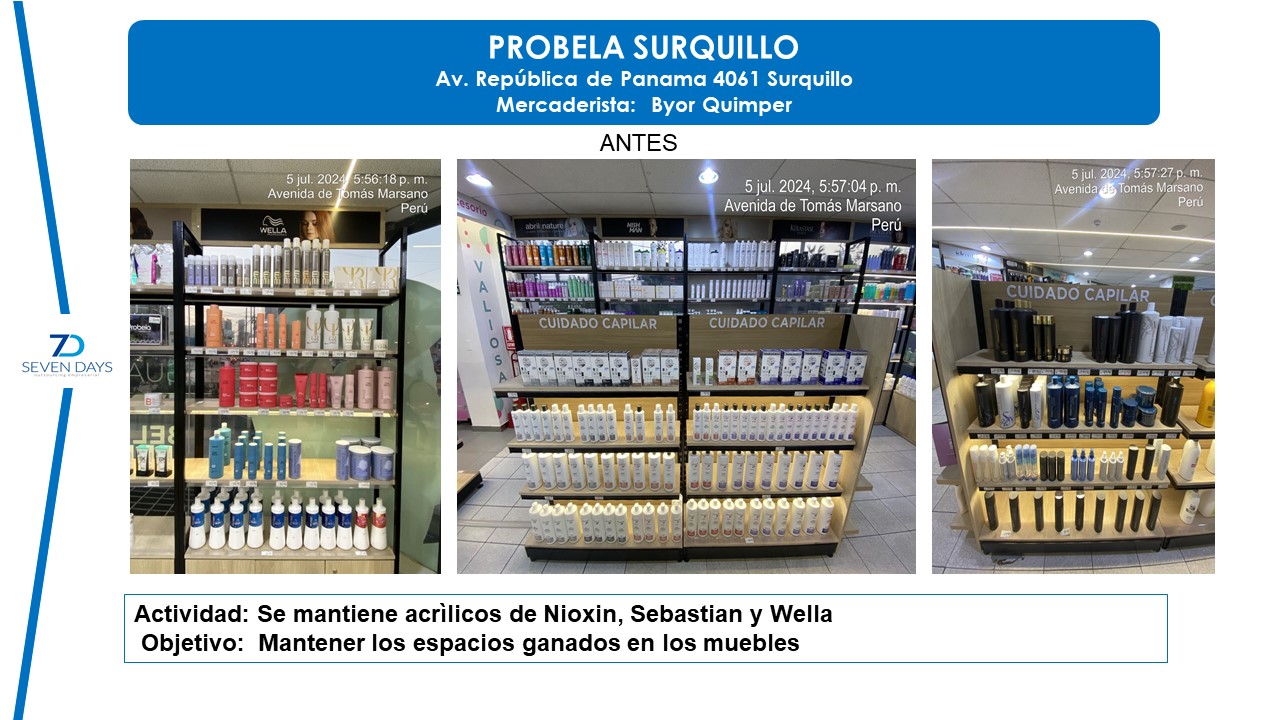 PROBELA SURQUILLO
Av. República de Panama 4061 Surquillo
Mercaderista: Byor Quimper
ANTES
5 jul. 2024, 5:56:18 p. m.
Avenida de Tomás Marsano
Perú
WELLA
5 jul. 2024, 5:57:04 p. m.
Avenida de Tomás Marsano
Perú
VALIOSA
CUIDADO CAPILAR
CUIDADO CAPILAR
5 jul. 2024, 5:57:27 p. m.
Avenida de Tomás Marsano
Perú
CUIDADO CAPILAR
7D
SEVEN DAYS
Actividad: Se mantiene acrìlicos de Nioxin, Sebastian y Wella
Objetivo: Mantener los espacios ganados en los muebles